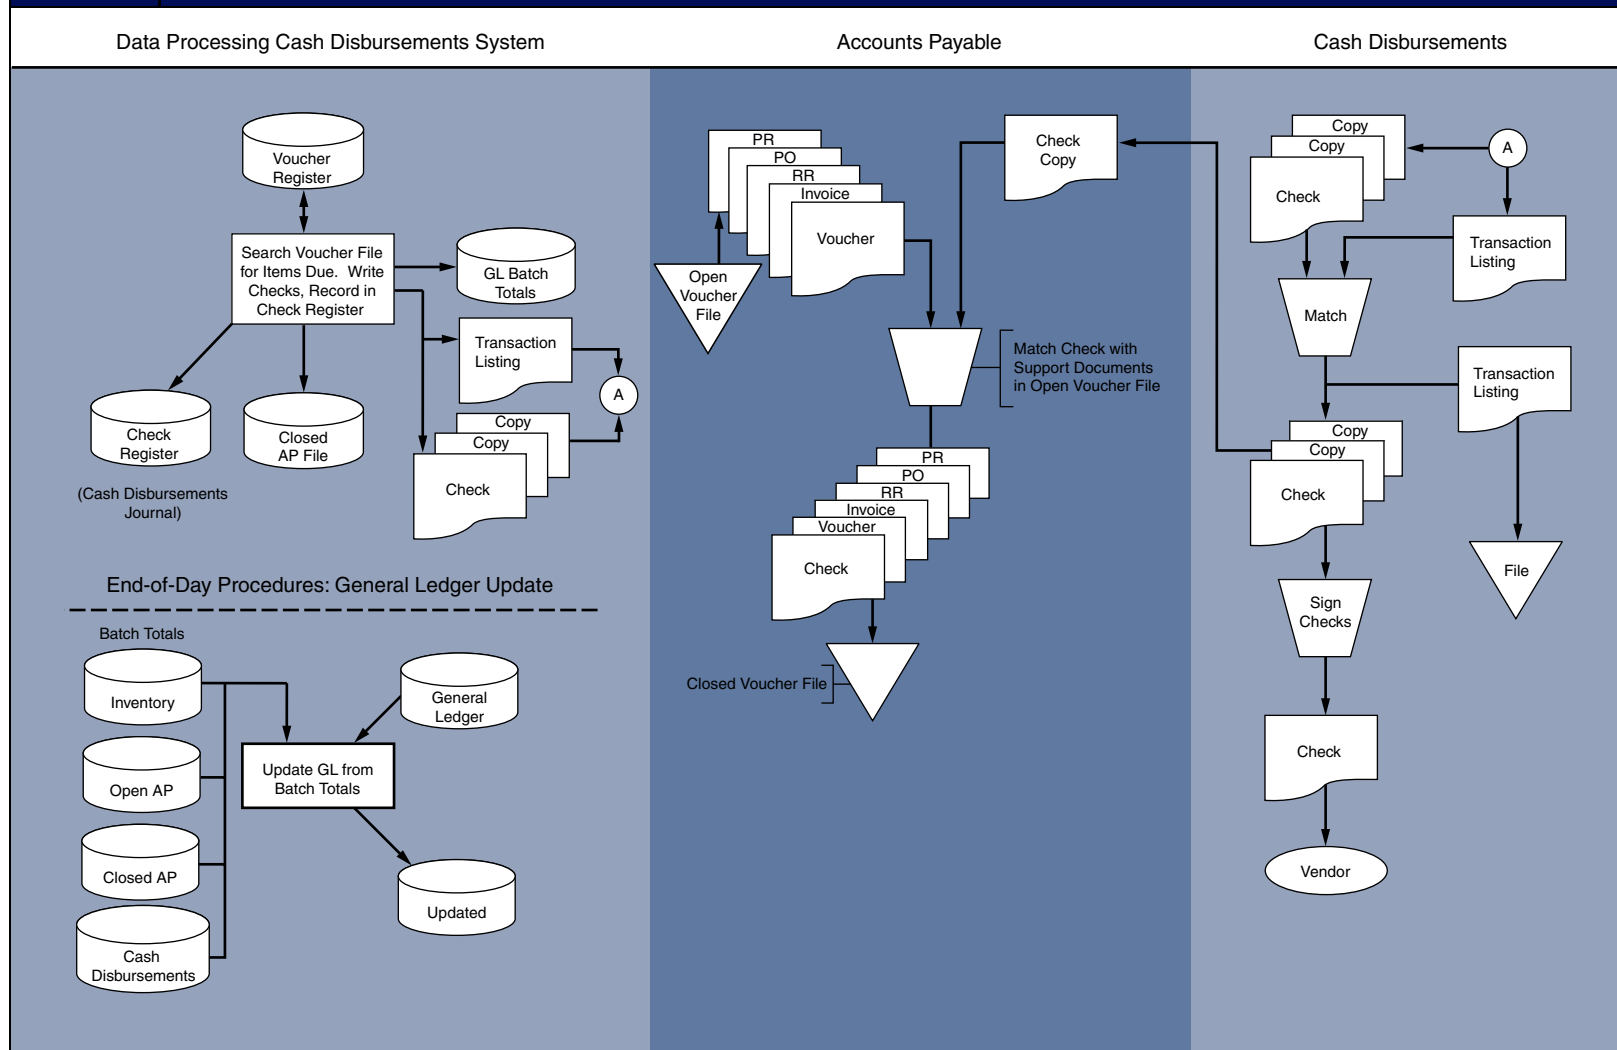 Data Processing Cash Disbursements System
Accounts Payable
Cash Disbursements
Voucher
Register
Search Voucher File
for Items Due. Write
Checks, Record in
Check Register
GL Batch
Totals
Transaction
Listing
A
Check
Register
Closed
AP File
Copy
Copy
Check
(Cash Disbursements
Journal)
End-of-Day Procedures: General Ledger Update
Batch Totals
Inventory
General
Ledger
Open AP
Update GL from
Batch Totals
Closed AP
Updated
Cash
Disbursements
PR
PO
RR
Invoice
Voucher
Open
Voucher
File
Check
Copy
Match Check with
Support Documents
in Open Voucher File
PR
PO
RR
Invoice
Voucher
Check
Closed Voucher File
Copy
Copy
Check
A
Transaction
Listing
Match
Transaction
Listing
Copy
Copy
Check
File
Sign
Checks
Check
Vendor